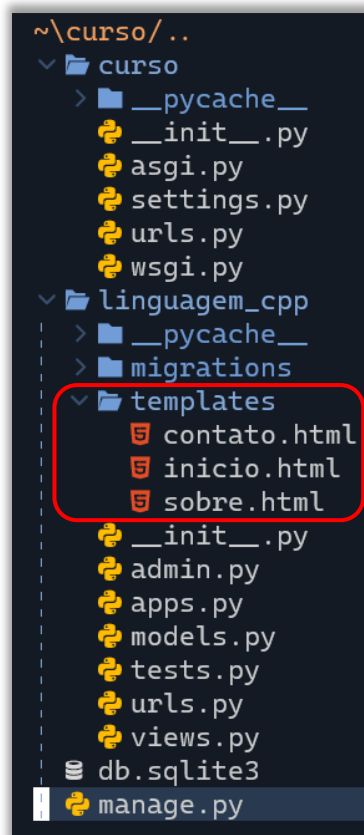 ~\curso/..
curso
__pycache__
__init__.py
asgi.py
settings.py
urls.py
wsgi.py
linguagem_cpp
__pycache__
migrations
templates
contato.html
inicio.html
sobre.html
__init__.py
admin.py
apps.py
models.py
tests.py
urls.py
views.py
db.sqlite3
manage.py